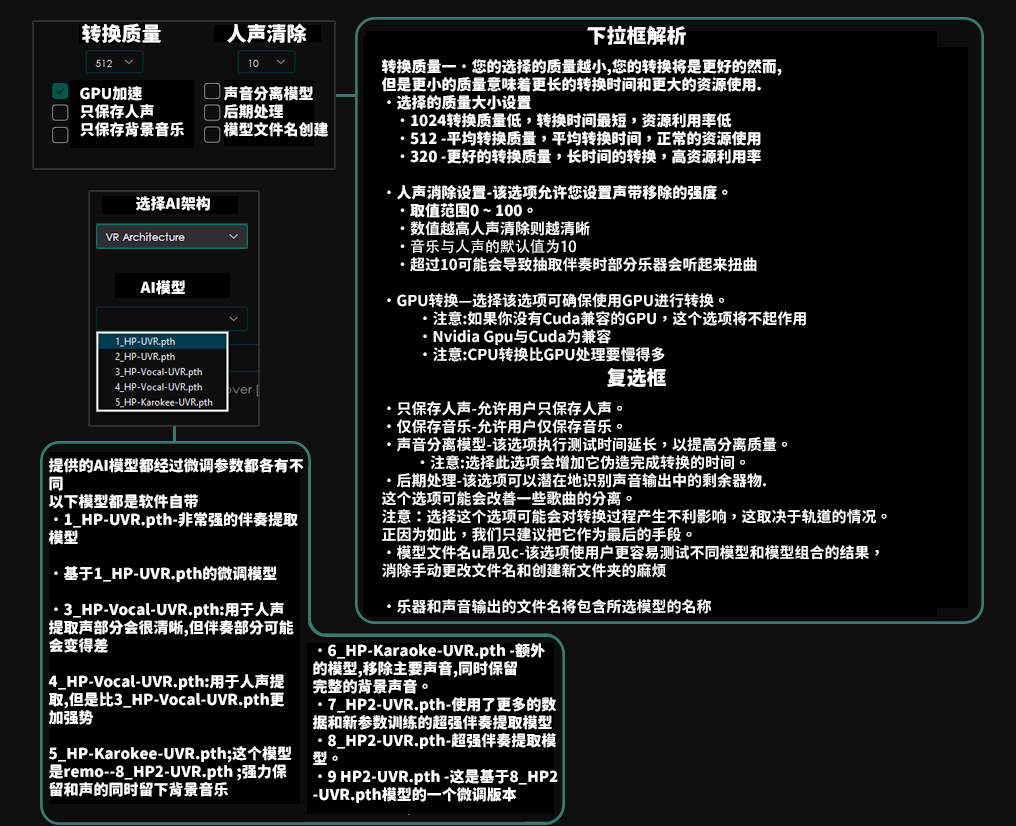 转换质量
人声清除
512
10
GPU加速
只保存人声
只保存背景音乐
声音分离模型
后期处理
模型文件名创建
选择AI架构
VR Architecture
AI模型
1_HP-UVR.pth
2_HP-UVR.pth
3_HP-Vocal-UVR.pth
4_HP-Vocal-UVR.pth
5_HP-Karokee-UVR.pth
over [
下拉框解析
转换质量一·您的选择的质量越小,您的转换将是更好的然而,
但是更小的质量意味着更长的转换时间和更大的资源使用.
·选择的质量大小设置
·1024转换质量低，转换时间最短，资源利用率低
·512 -平均转换质量，平均转换时间，正常的资源使用
·320 -更好的转换质量，长时间的转换，高资源利用率
·人声消除设置-该选项允许您设置声带移除的强度。
·取值范围0 ~ 100。
·数值越高人声清除则越清晰
·音乐与人声的默认值为10
·超过10可能会导致抽取伴奏时部分乐器会听起来扭曲
·GPU转换—选择该选项可确保使用GPU进行转换。
·注意:如果你没有Cuda兼容的GPU，这个选项将不起作用
·Nvidia Gpu与Cuda为兼容
·注意:CPU转换比GPU处理要慢得多
复选框
·只保存人声-允许用户只保存人声。
·仅保存音乐-允许用户仅保存音乐。
·声音分离模型-该选项执行测试时间延长，以提高分离质量。
·注意:选择此选项会增加它伪造完成转换的时间。
·后期处理-该选项可以潜在地识别声音输出中的剩余器物.
这个选项可能会改善一些歌曲的分离。
注意：选择这个选项可能会对转换过程产生不利影响，这取决于轨道的情况。
正因为如此，我们只建议把它作为最后的手段。
·模型文件名u昂见c-该选项使用户更容易测试不同模型和模型组合的结果，
消除手动更改文件名和创建新文件夹的麻烦
·乐器和声音输出的文件名将包含所选模型的名称
提供的AI模型都经过微调参数都各有不
同
以下模型都是软件自带
·1_HP-UVR.pth-非常强的伴奏提取
模型
·基于1_HP-UVR.pth的微调模型
·3_HP-Vocal-UVR.pth:用于人声
提取声部分会很清晰,但伴奏部分可能
会变得差
4_HP-Vocal-UVR.pth:用于人声提
取,但是比3_HP-Vocal-UVR.pth更
加强势
5_HP-Karokee-UVR.pth;这个模型
是remo--8_HP2-UVR.pth ;强力保
留和声的同时留下背景音乐
·6_HP-Karaoke-UVR.pth -额外
的模型,移除主要声音,同时保留
完整的背景声音。
·7_HP2-UVR.pth-使用了更多的数
据和新参数训练的超强伴奏提取模型
·8_HP2-UVR.pth-超强伴奏提取模
型。
·9 HP2-UVR.pth -这是基于8_HP2
-UVR.pth模型的一个微调版本